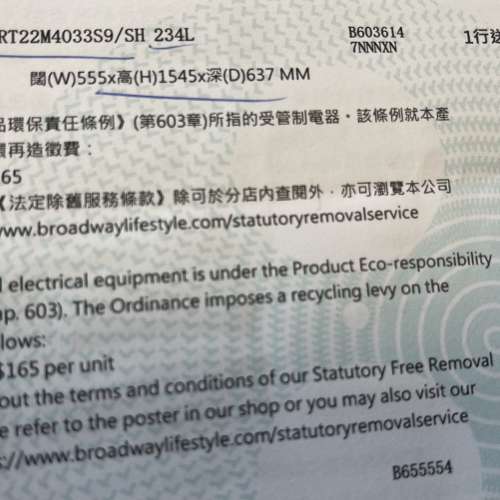 RT22M4033S9/SH 234L B603614 1行送
7NNNXN
闊(W)555x高(H)1545x深(D)637 MM
品環保責任條例》(第603章)所指的受管制電器。該條例就本產
環再造徵費：
165
《法定除舊服務條款》除可於分店內查閱外，亦可瀏覽本公司
www.broadwaylifestyle.com/statutoryremovalservice
d electrical equipment is under the Product Eco-responsibility
ap. 603). The Ordinance imposes a recycling levy on the
llows:
$165 per unit
out the terms and conditions of our Statutory Free Removal
e refer to the poster in our shop or you may also visit our
s://www.broadwaylifestyle.com/statutoryremovalservice
B655554